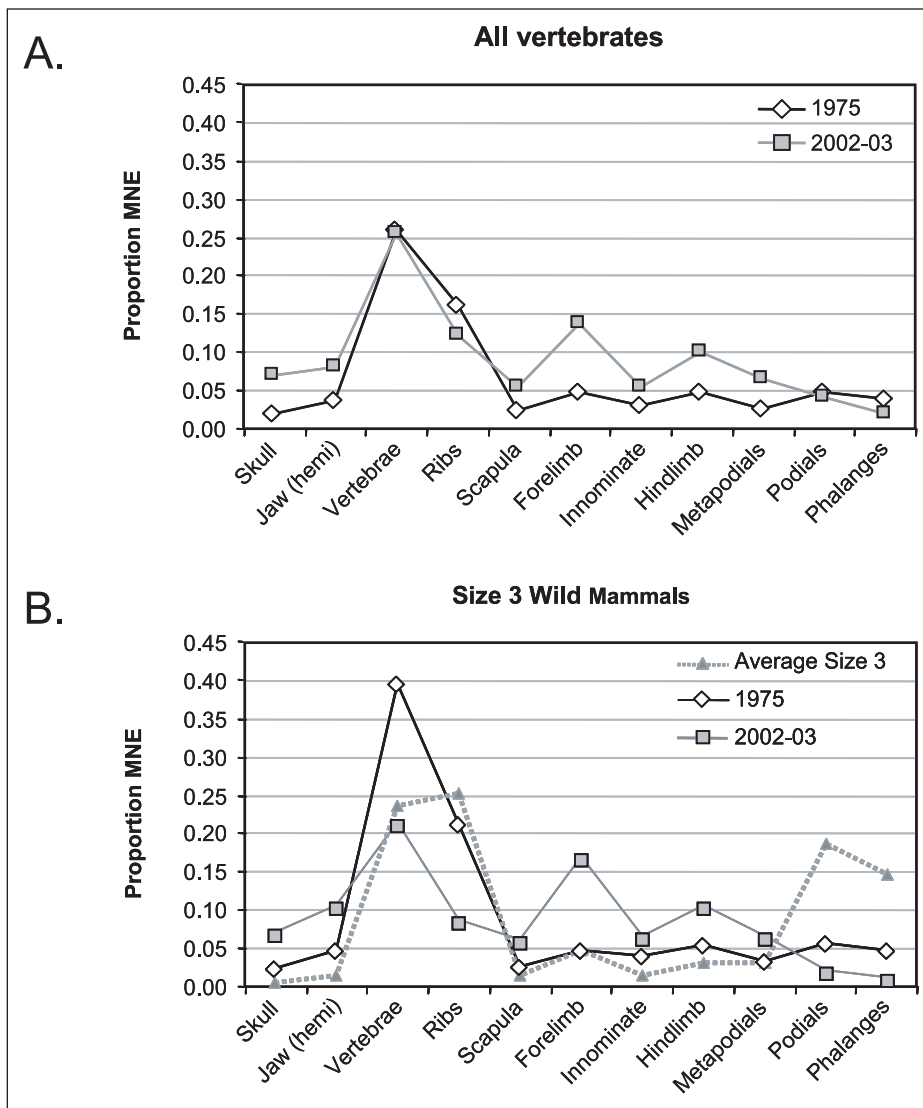 A.
All vertebrates
0.45
0.40
0.35
0.30
0.25
0.20
0.15
0.10
0.05
0.00
Proportion MNE
1975
2002-03
Skull
Jaw (hemi)
Vertebrae
Ribs
Scapula
Forelimb
Innominate
Hindlimb
Metapodials
Podials
Phalanges
B.
Size 3 Wild Mammals
0.45
0.40
0.35
0.30
0.25
0.20
0.15
0.10
0.05
0.00
Proportion MNE
Average Size 3
1975
2002-03
Skull
Jaw (hemi)
Vertebrae
Ribs
Scapula
Forelimb
Innominate
Hindlimb
Metapodials
Podials
Phalanges